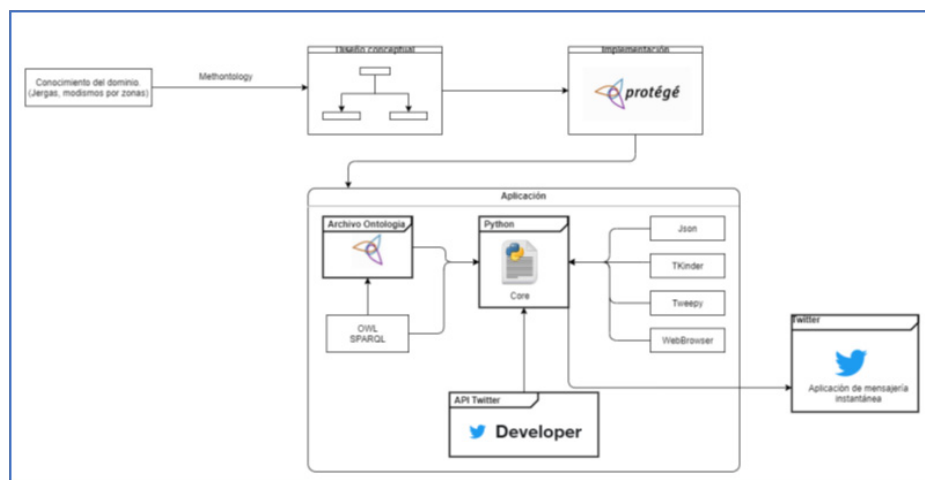 Diseño conceptual
Implementación
Conocimiento del dominio.
(Jergas, modismos por zonas)
Methontology
protégé
Aplicación
Archivo Ontologia
Python
Core
Json
TKinder
Tweepy
WebBrowser
OWL
SPARQL
API Twitter
Developer
Twitter
Aplicación de mensajería
instantánea